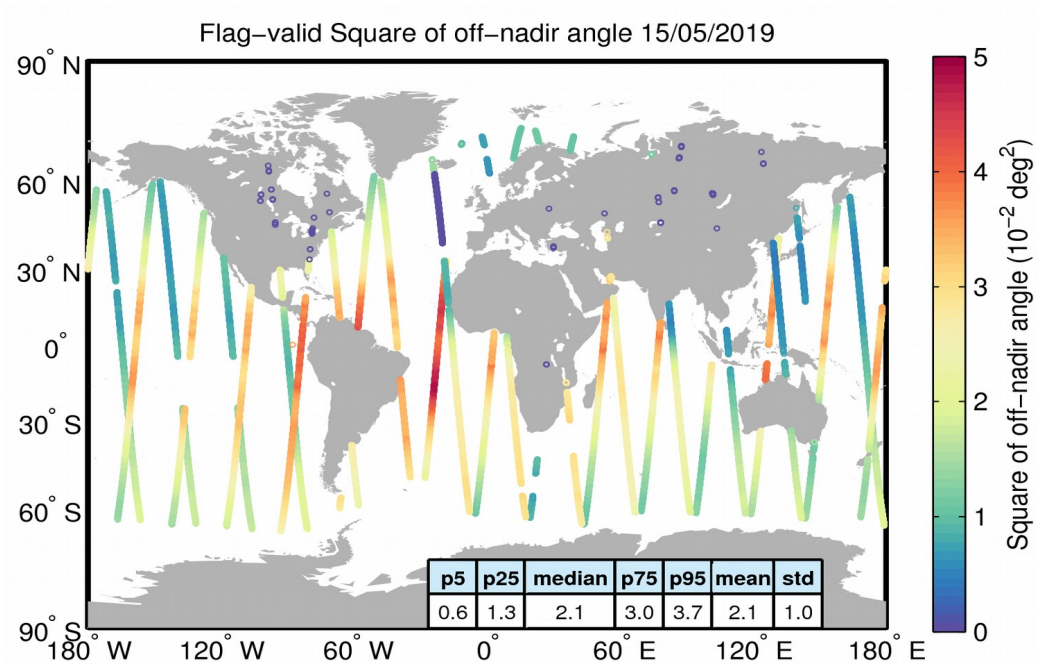 Flag−valid Square of off−nadir angle 15/05/2019
90° N
60° N
30° N
0°
30° S
60° S
90° S
180° W 120° W 60° W 0° 60° E 120° E 180° E
p5 p25 median p75 p95 mean std
0.6 1.3 2.1 3.0 3.7 2.1 1.0
5
4
3
2
1
0
Square of off−nadir angle (10⁻² deg²)